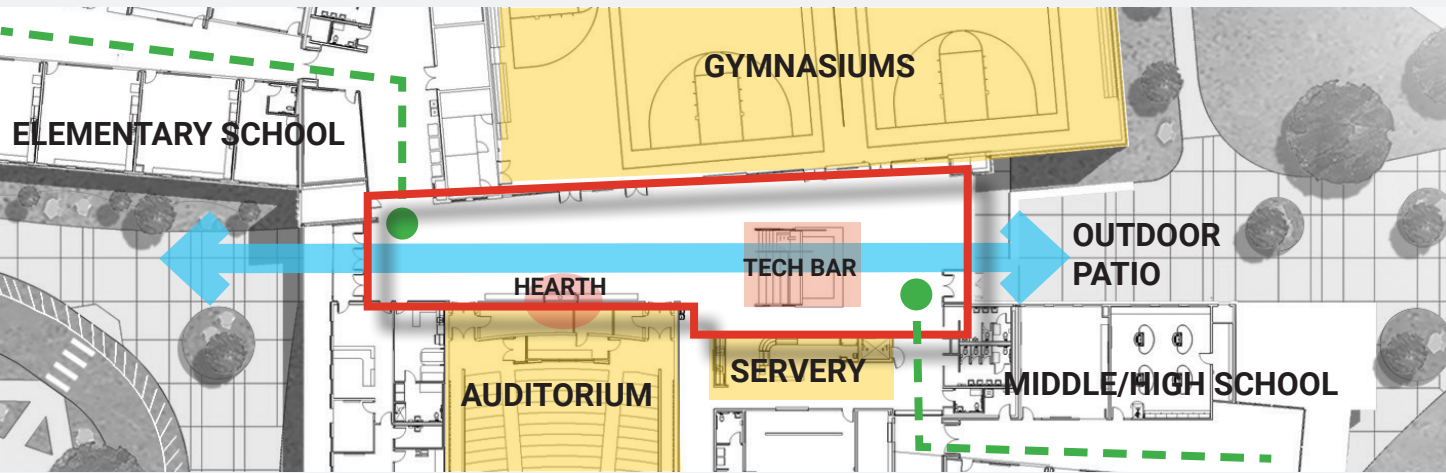 GYMNASIUMS
ELEMENTARY SCHOOL
OUTDOOR
PATIO
TECH BAR
HEARTH
SERVERY
AUDITORIUM
MIDDLE/HIGH SCHOOL